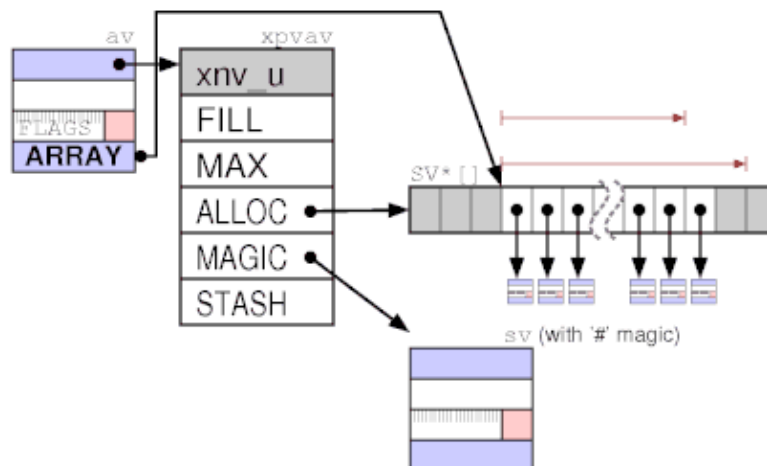 av
xpvav
xnv_u
FLAGS
FILL
ARRAY
MAX
SV*[]
ALLOC
MAGIC
STASH
sv (with '#' magic)